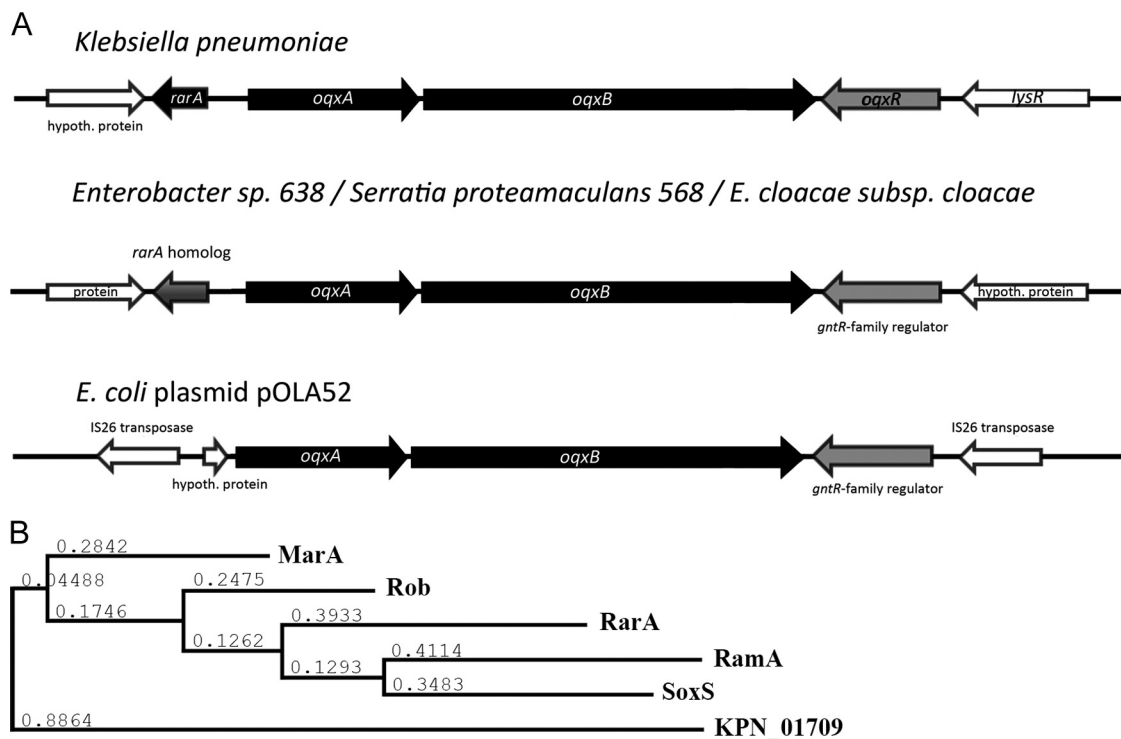 A
Klebsiella pneumoniae
rarA oqxA oqxB oqxR lysR
hypoth. protein
Enterobacter sp. 638 / Serratia proteamaculans 568 / E. cloacae subsp. cloacae
rarA homolog
protein oqxA oqxB hypoth. protein
gntR-family regulator
E. coli plasmid pOLA52
IS26 transposase IS26 transposase
oqxA oqxB
hypoth. protein gntR-family regulator
B
0.2842 MarA
0.04488 0.2475 Rob
0.1746 0.3933 RarA
0.1262 0.4114 RamA
0.1293 0.3483 SoxS
0.8864 KPN_01709